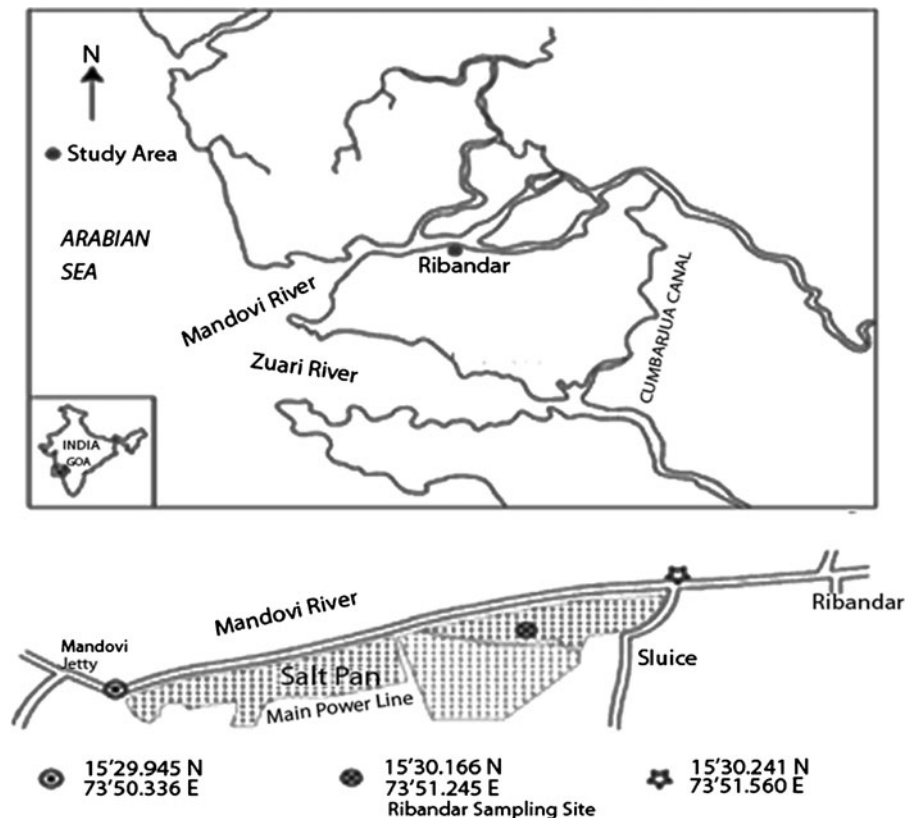 N
Study Area
ARABIAN
SEA
Ribandar
Mandovi River
Zuari River
CUMBARJUA CANAL
INDIA
GOA
Mandovi River
Ribandar
Mandovi
Jetty
Salt Pan
Sluice
Main Power Line
15'29.945 N
73'50.336 E
15'30.166 N
73'51.245 E
Ribandar Sampling Site
15'30.241 N
73'51.560 E